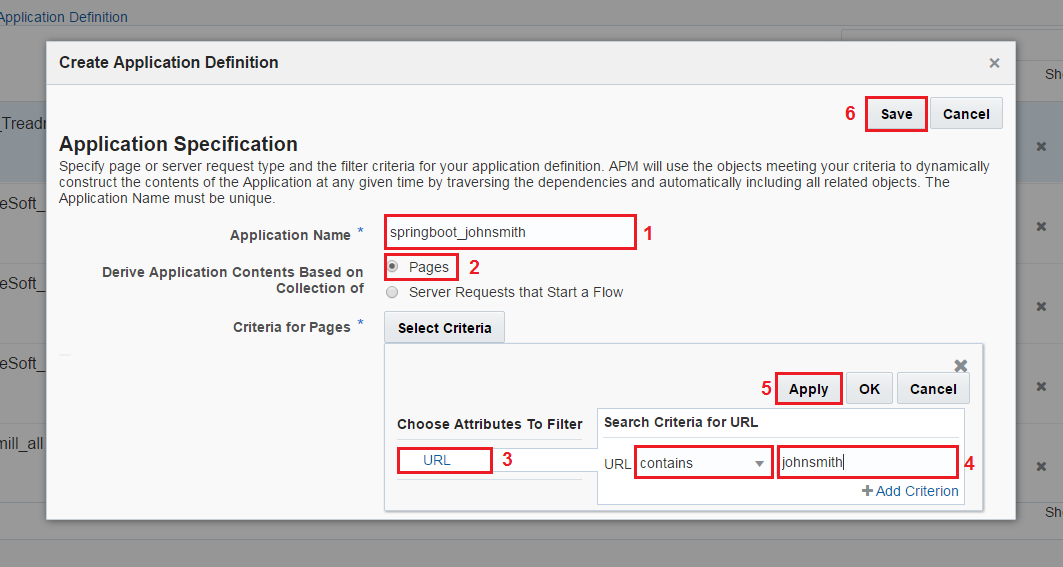 Application Definition
Create Application Definition
×
Sh
6 Save Cancel
_Treadm
Application Specification
Specify page or server request type and the filter criteria for your application definition. APM will use the objects meeting your criteria to dynamically
construct the contents of the Application at any given time by traversing the dependencies and automatically including all related objects. The
Application Name must be unique.
eSoft_
Application Name * springboot_johnsmith 1
Derive Application Contents Based on
Collection of
Pages 2
Server Requests that Start a Flow
eSoft_
Criteria for Pages * Select Criteria
eSoft_
5 Apply OK Cancel
Choose Attributes To Filter
Search Criteria for URL
mill_all
URL 3
URL contains johnsmith 4
+ Add Criterion
Sh